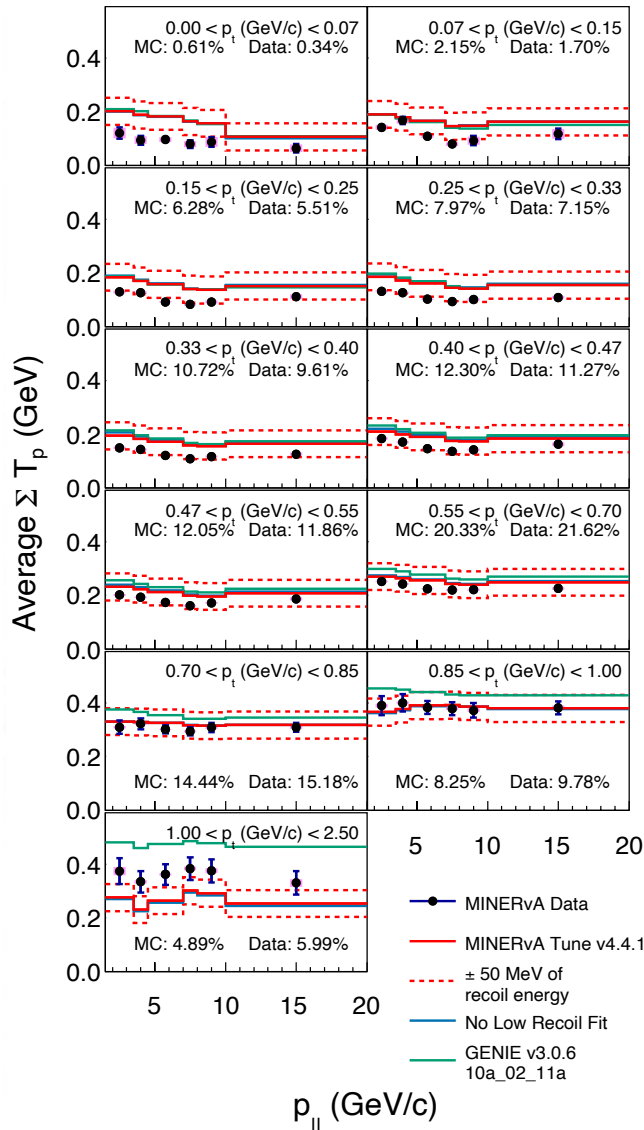 0.00 < p_t (GeV/c) < 0.07
MC: 0.61% Data: 0.34%
0.07 < p_t (GeV/c) < 0.15
MC: 2.15% Data: 1.70%
0.4
0.2
0.0
0.15 < p_t (GeV/c) < 0.25
MC: 6.28% Data: 5.51%
0.25 < p_t (GeV/c) < 0.33
MC: 7.97% Data: 7.15%
0.4
0.2
0.0
0.33 < p_t (GeV/c) < 0.40
MC: 10.72% Data: 9.61%
0.40 < p_t (GeV/c) < 0.47
MC: 12.30% Data: 11.27%
0.4
0.2
0.0
Average Σ T_p (GeV)
0.47 < p_t (GeV/c) < 0.55
MC: 12.05% Data: 11.86%
0.55 < p_t (GeV/c) < 0.70
MC: 20.33% Data: 21.62%
0.4
0.2
0.0
0.70 < p_t (GeV/c) < 0.85
MC: 14.44% Data: 15.18%
0.85 < p_t (GeV/c) < 1.00
MC: 8.25% Data: 9.78%
0.4
0.2
0.0
1.00 < p_t (GeV/c) < 2.50
MC: 4.89% Data: 5.99%
0.4
0.2
0.0
5 10 15 20
5 10 15 20
MINERvA Data
MINERvA Tune v4.4.1
± 50 MeV of
recoil energy
No Low Recoil Fit
GENIE v3.0.6
10a_02_11a
p_|| (GeV/c)